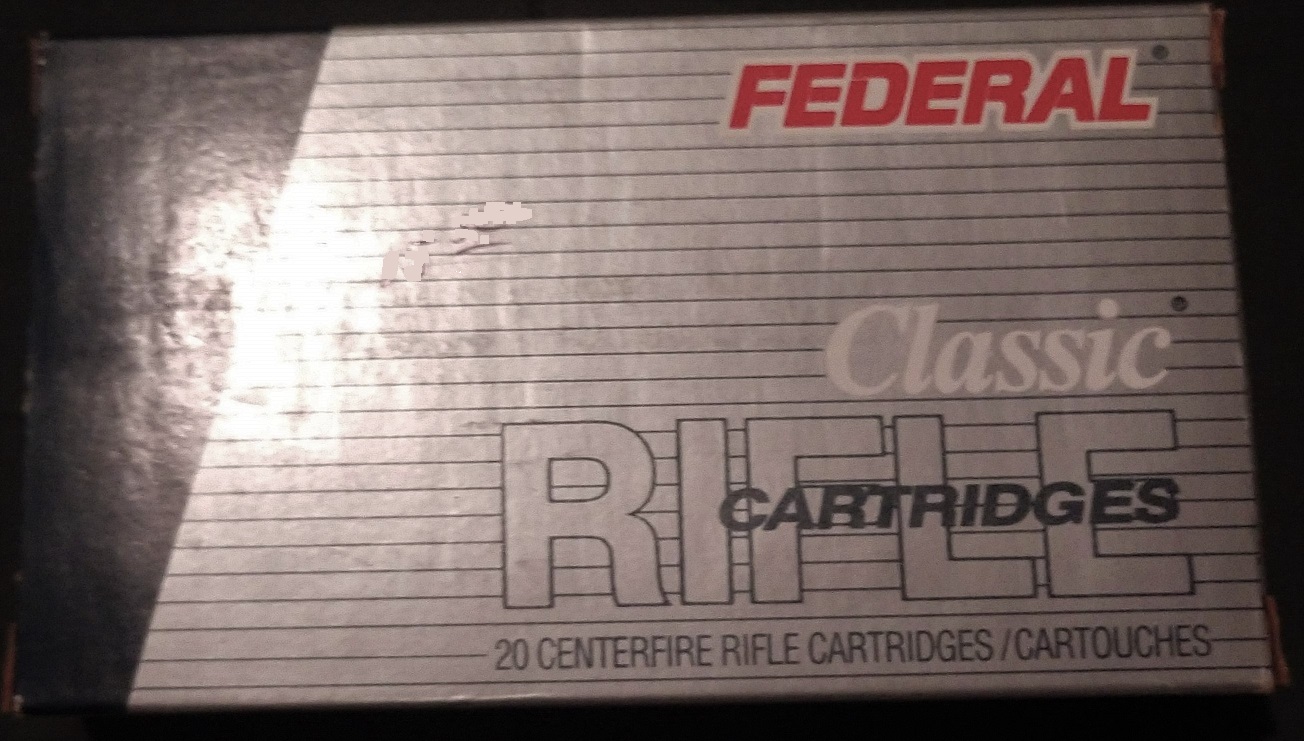 FEDERAL
Classic
RIFLE
CARTRIDGES
20 CENTERFIRE RIFLE CARTRIDGES / CARTOUCHES